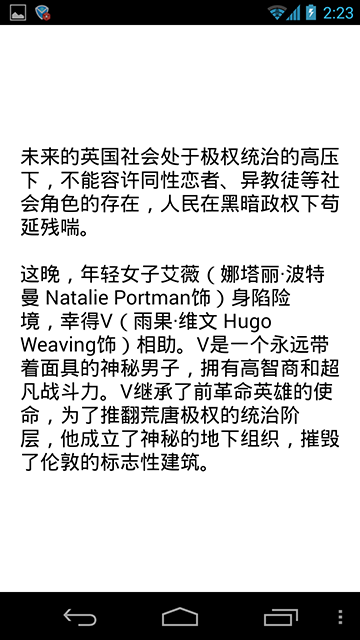 2:23
未来的英国社会处于极权统治的高压
下，不能容许同性恋者、异教徒等社
会角色的存在，人民在黑暗政权下苟
延残喘。
这晚，年轻女子艾薇（娜塔丽·波特
曼 Natalie Portman饰）身陷险
境，幸得V（雨果·维文 Hugo
Weaving饰）相助。V是一个永远带
着面具的神秘男子，拥有高智商和超
凡战斗力。V继承了前革命英雄的使
命，为了推翻荒唐极权的统治阶
层，他成立了神秘的地下组织，摧毁
了伦敦的标志性建筑。